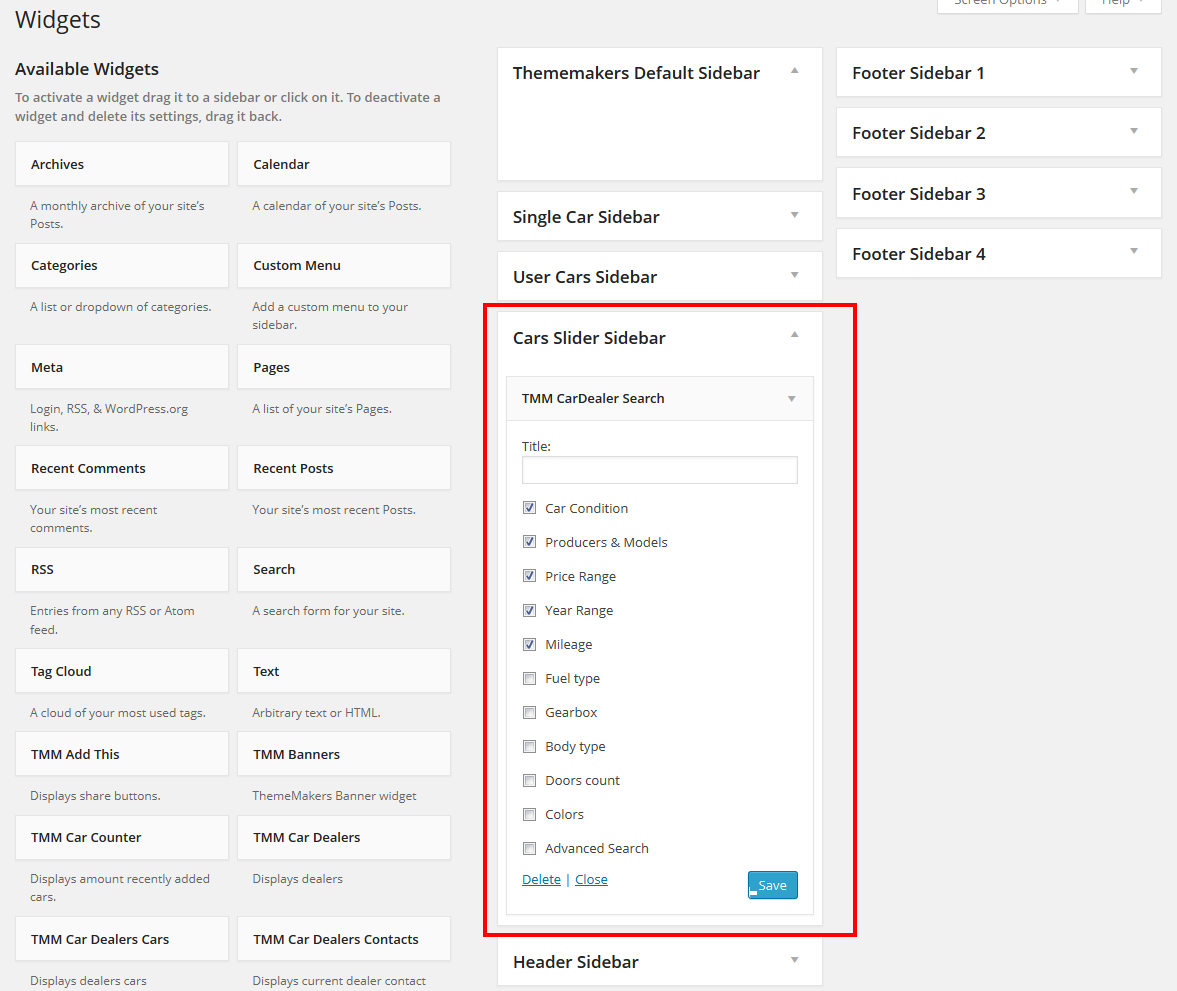 Screen Options
Help
Widgets
Available Widgets
To activate a widget drag it to a sidebar or click on it. To deactivate a
widget and delete its settings, drag it back.
Archives
A monthly archive of your site's
Posts.
Calendar
A calendar of your site's Posts.
Categories
A list or dropdown of categories.
Custom Menu
Add a custom menu to your
sidebar.
Meta
Login, RSS, & WordPress.org
links.
Pages
A list of your site's Pages.
Recent Comments
Your site's most recent
comments.
Recent Posts
Your site's most recent Posts.
RSS
Entries from any RSS or Atom
feed.
Search
A search form for your site.
Tag Cloud
A cloud of your most used tags.
Text
Arbitrary text or HTML.
TMM Add This
Displays share buttons.
TMM Banners
ThemeMakers Banner widget
TMM Car Counter
Displays amount recently added
cars.
TMM Car Dealers
Displays dealers
TMM Car Dealers Cars
Displays dealers cars
TMM Car Dealers Contacts
Displays current dealer contact
Thememakers Default Sidebar
Single Car Sidebar
User Cars Sidebar
Cars Slider Sidebar
TMM CarDealer Search
Title:
Car Condition
Producers & Models
Price Range
Year Range
Mileage
Fuel type
Gearbox
Body type
Doors count
Colors
Advanced Search
Delete | Close
Save
Header Sidebar
Footer Sidebar 1
Footer Sidebar 2
Footer Sidebar 3
Footer Sidebar 4